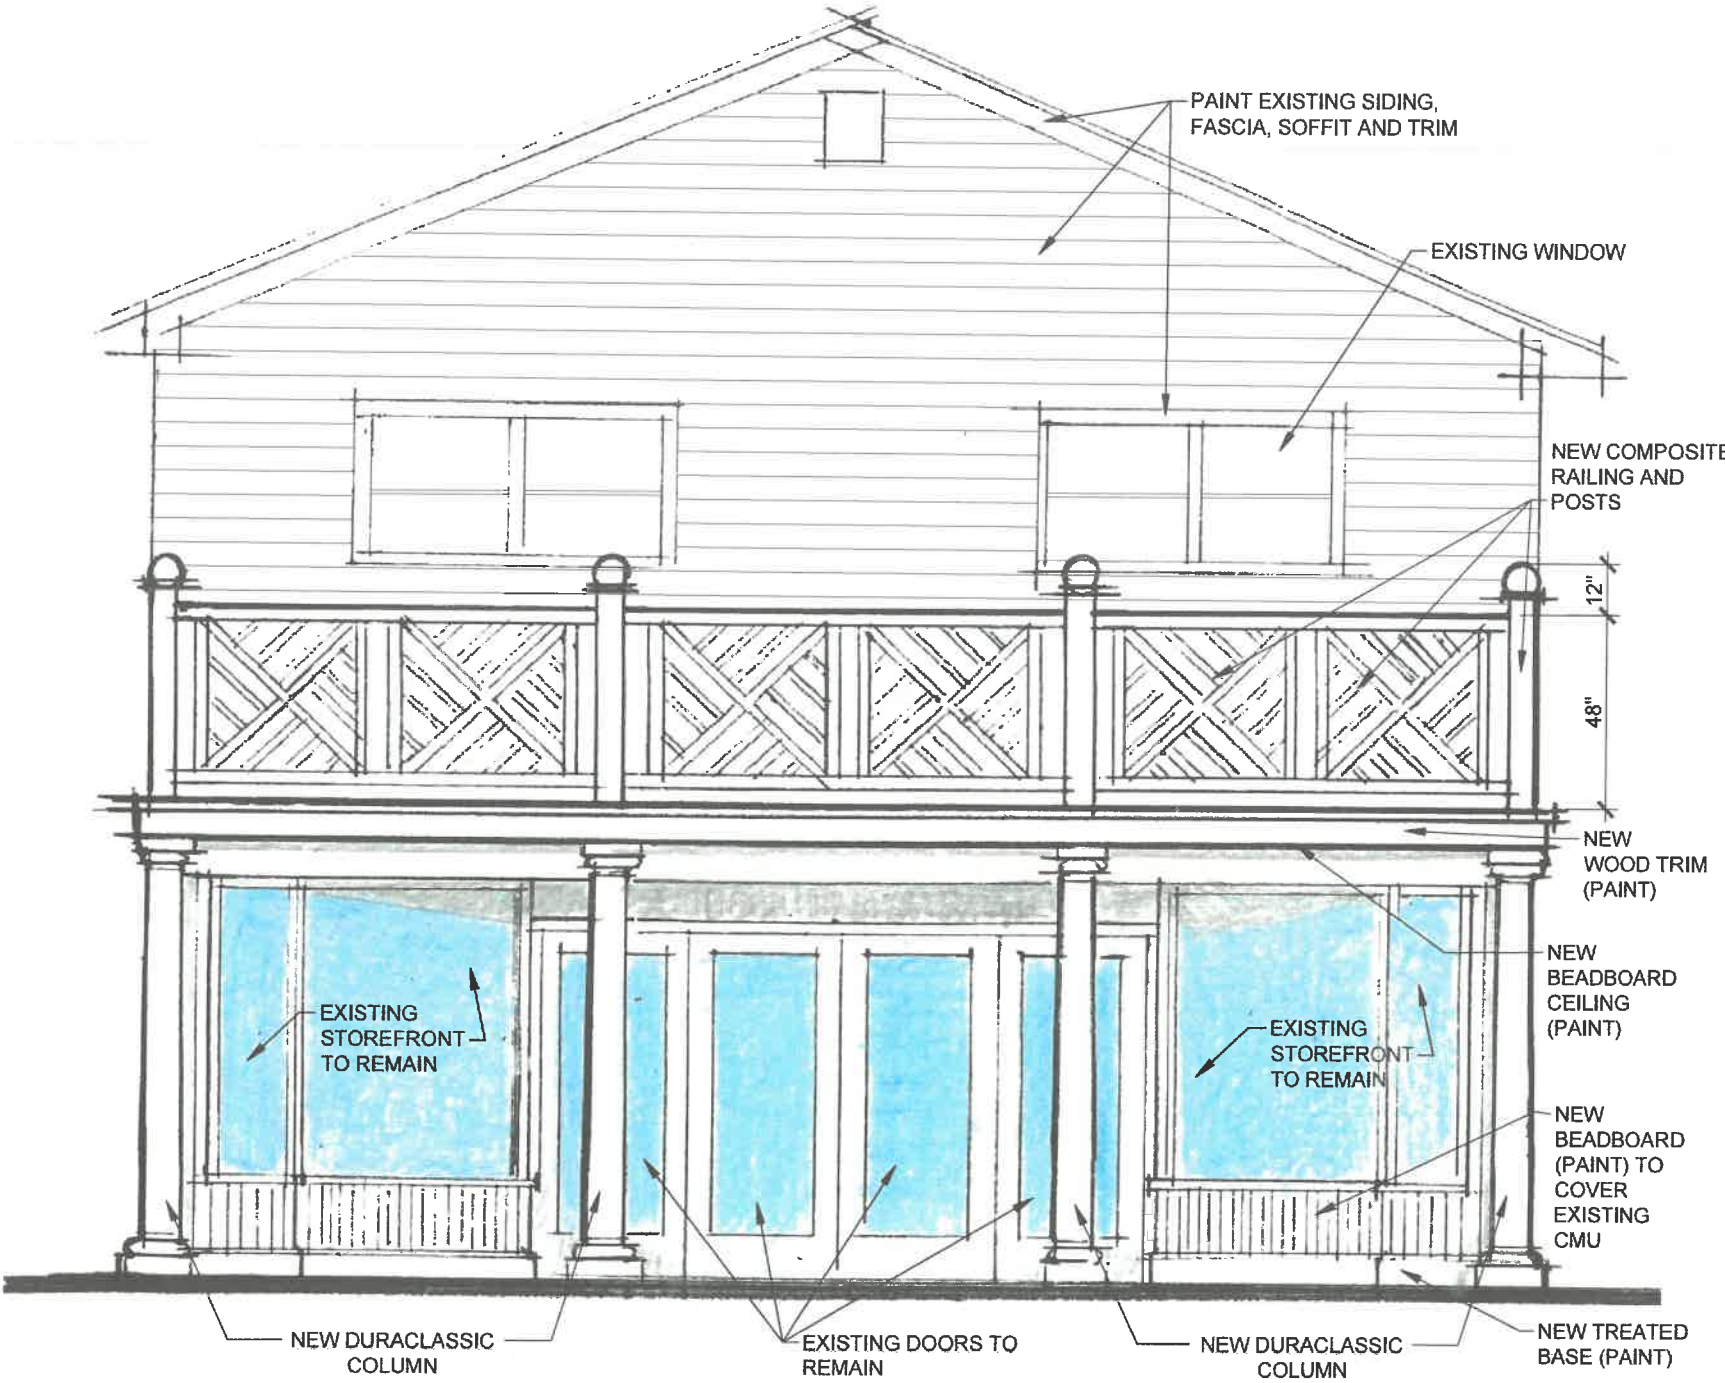 PAINT EXISTING SIDING,
FASCIA, SOFFIT AND TRIM
EXISTING WINDOW
NEW COMPOSITE
RAILING AND
POSTS
12"
48"
NEW
WOOD TRIM
(PAINT)
NEW
BEADBOARD
CEILING
(PAINT)
EXISTING
STOREFRONT
TO REMAIN
EXISTING
STOREFRONT
TO REMAIN
NEW
BEADBOARD
(PAINT) TO
COVER
EXISTING
CMU
NEW DURACLASSIC
COLUMN
EXISTING DOORS TO
REMAIN
NEW DURACLASSIC
COLUMN
NEW TREATED
BASE (PAINT)